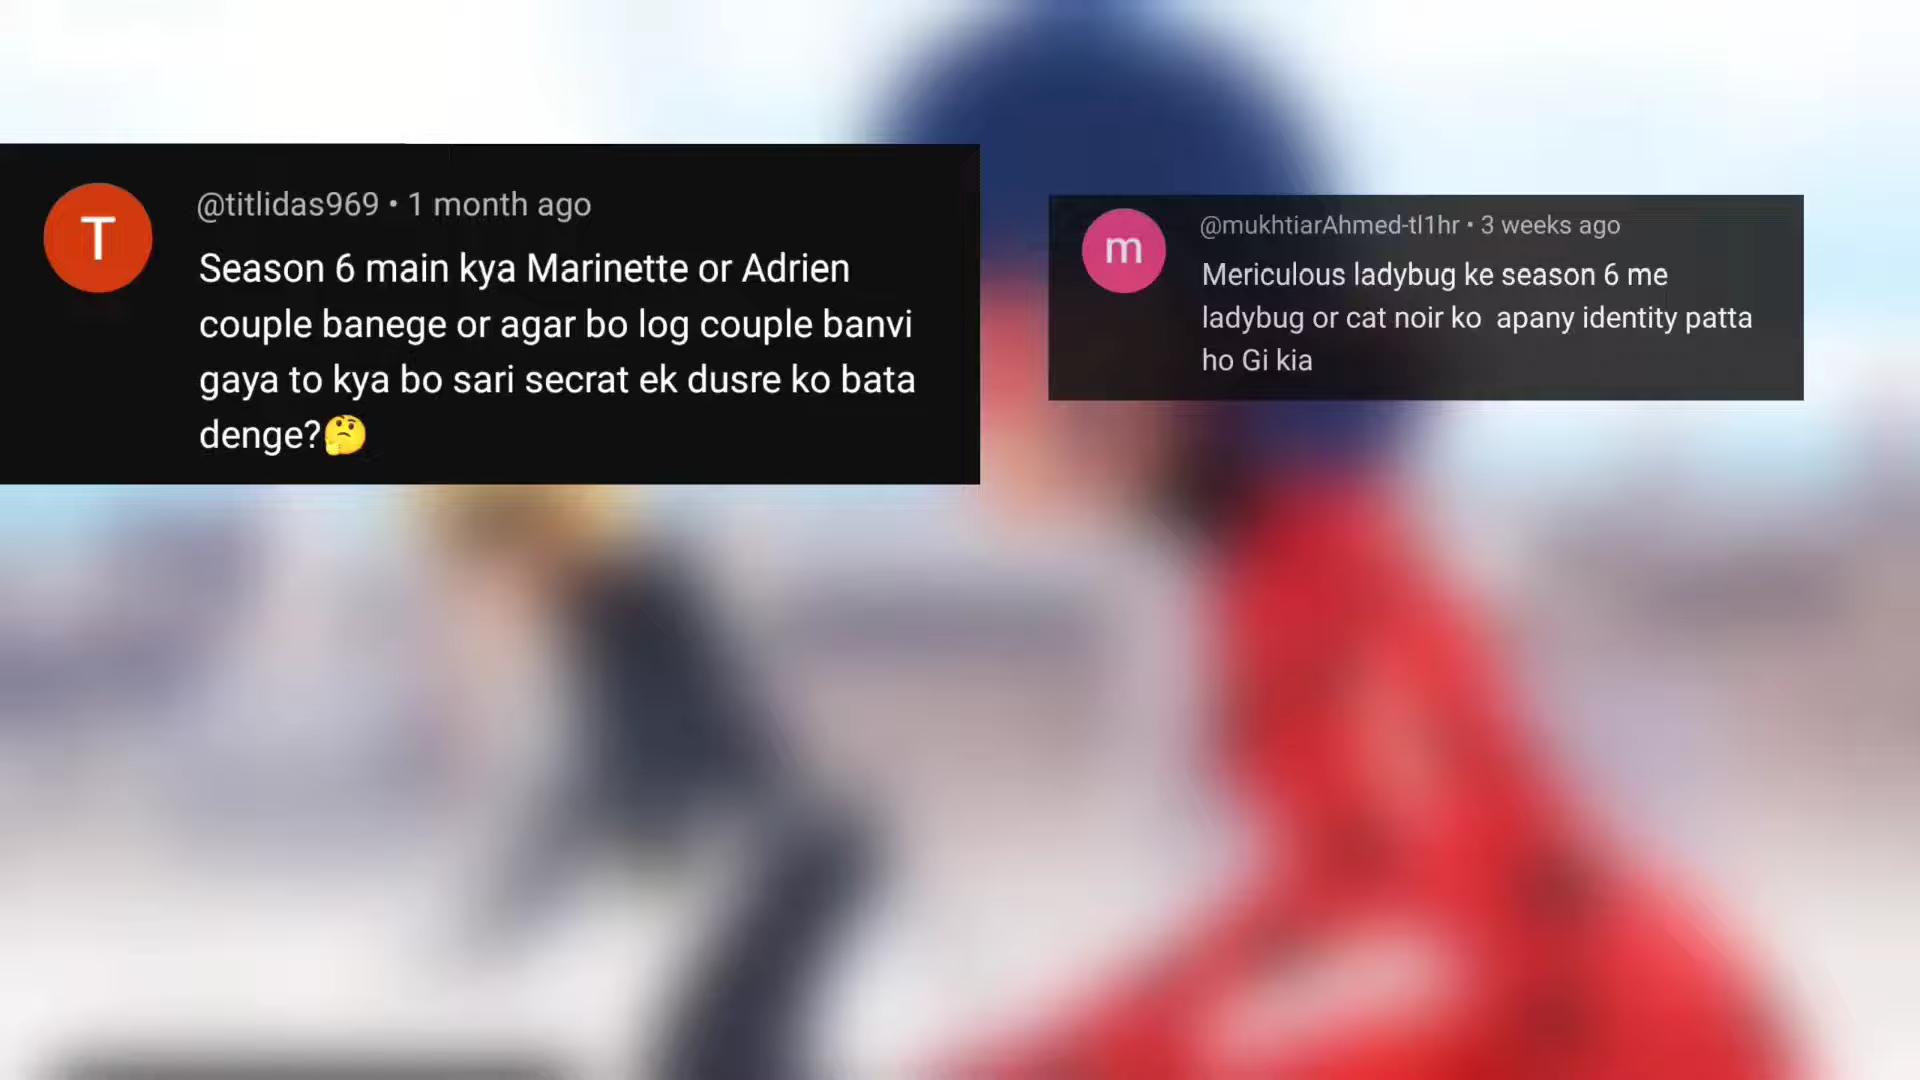 T
@titlidas969 • 1 month ago
Season 6 main kya Marinette or Adrien
couple banege or agar bo log couple banvi
gaya to kya bo sari secrat ek dusre ko bata
denge?🤔
m
@mukhtiarAhmed-tl1hr • 3 weeks ago
Mericulous ladybug ke season 6 me
ladybug or cat noir ko apany identity patta
ho Gi kia